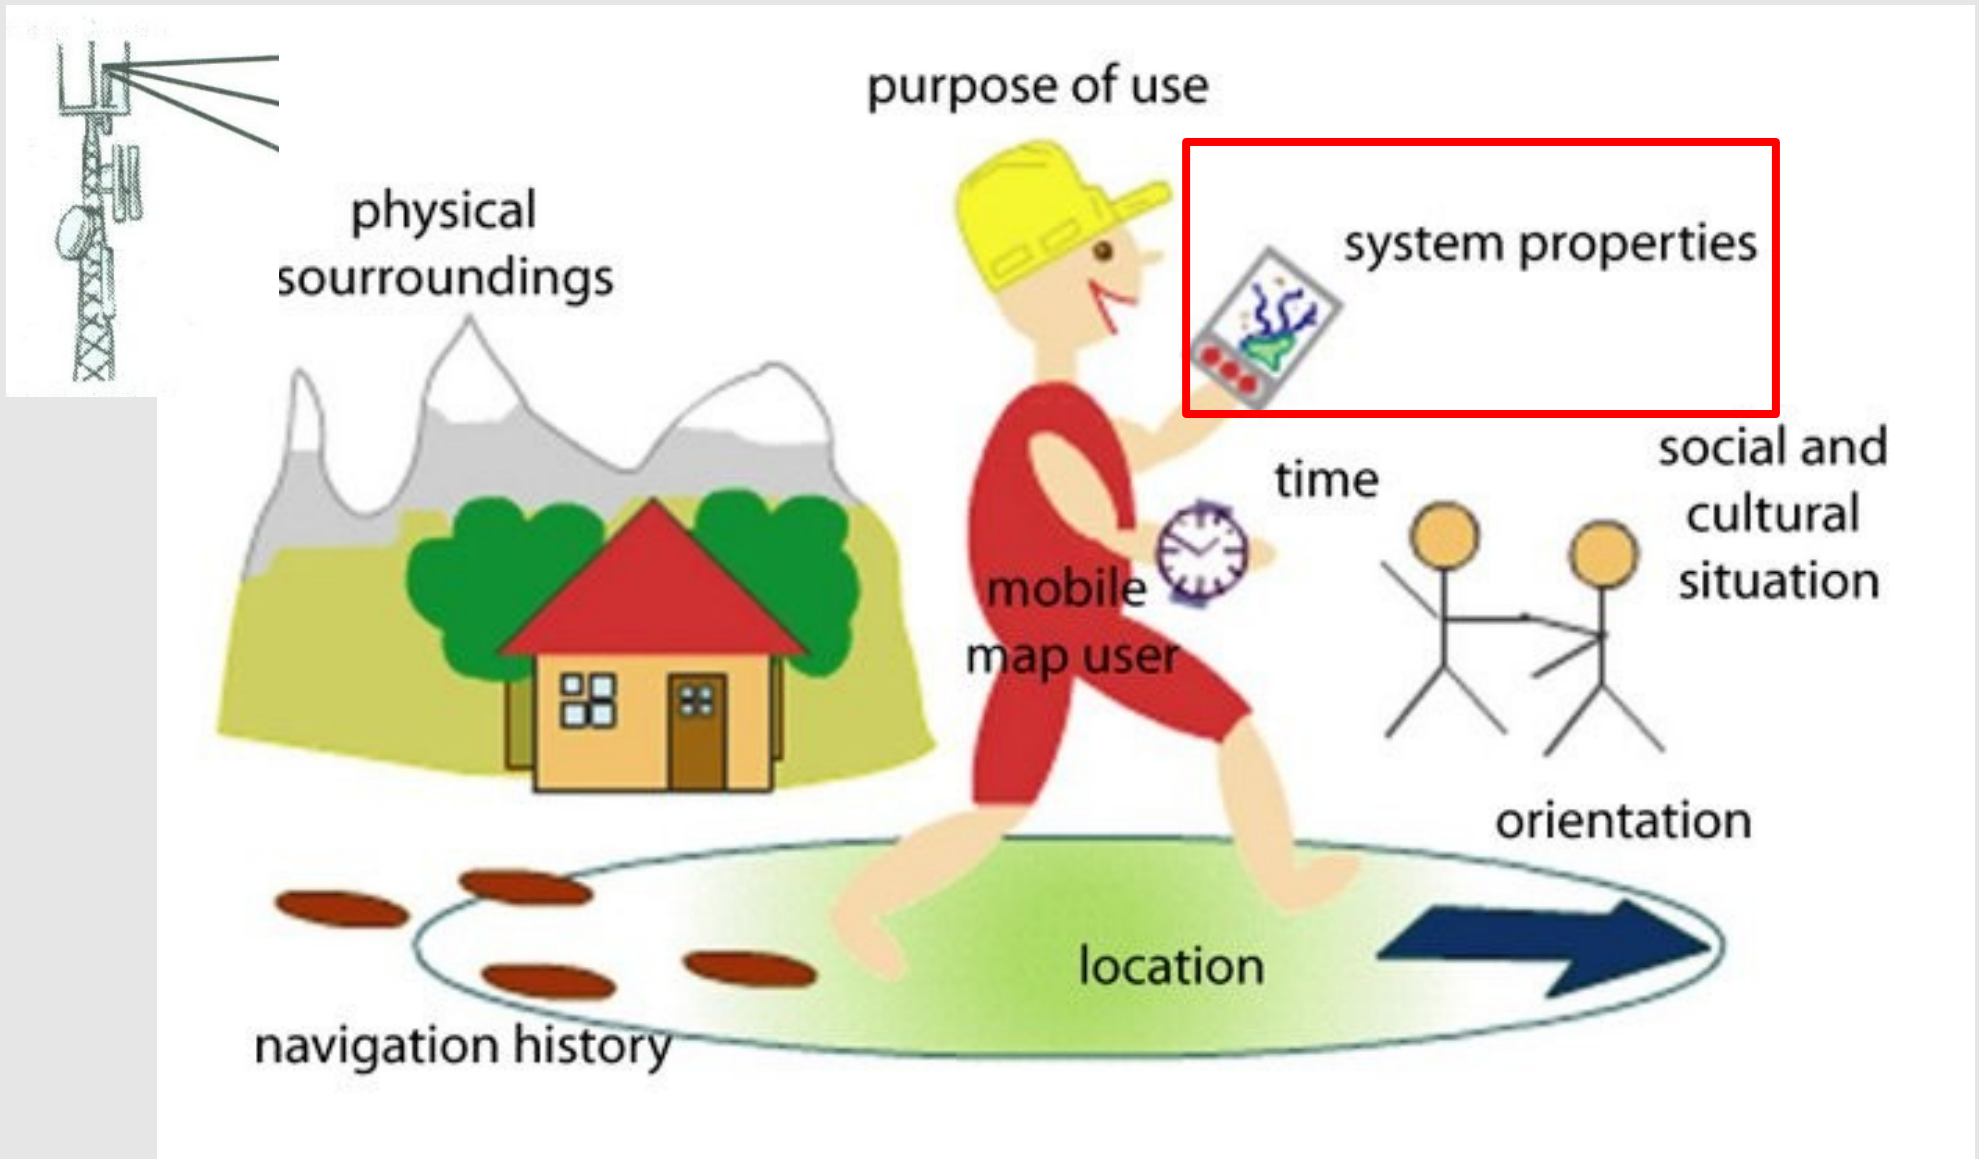 purpose of use
physical
sourroundings
system properties
time
social and
cultural
situation
mobile
map user
orientation
location
navigation history